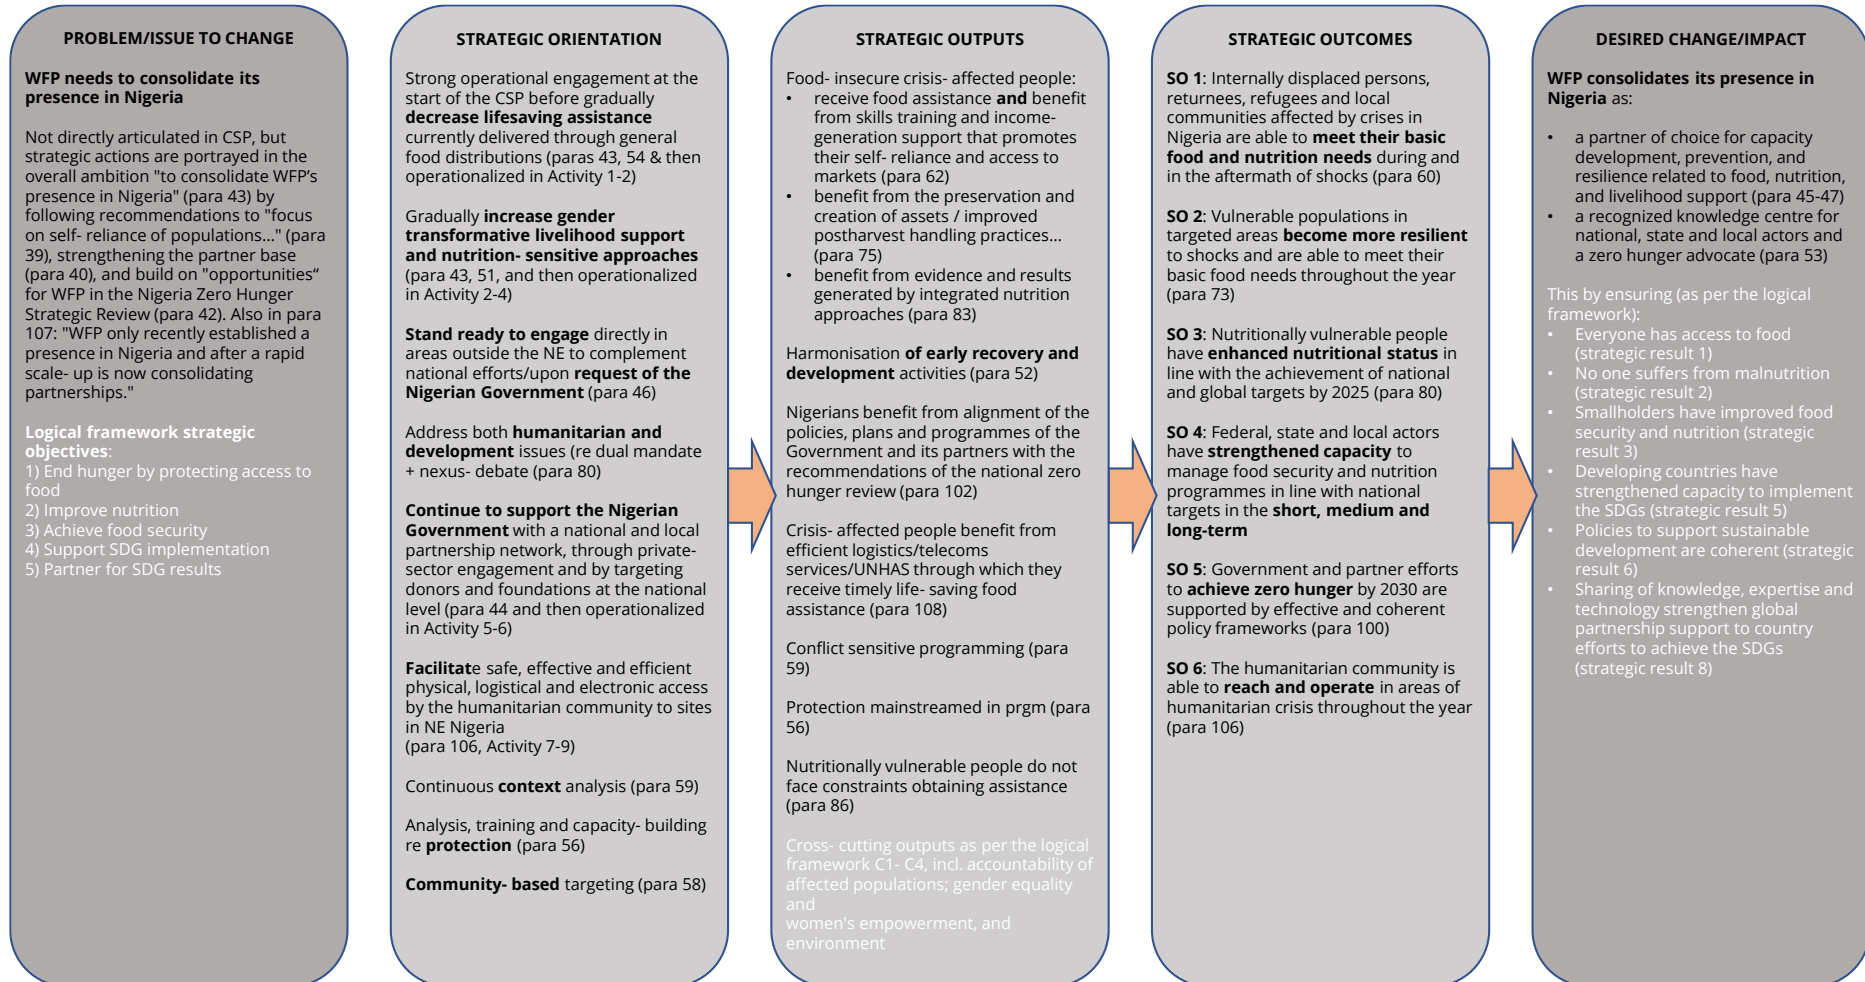 PROBLEM/ISSUE TO CHANGE
WFP needs to consolidate its
presence in Nigeria
Not directly articulated in CSP, but
strategic actions are portrayed in the
overall ambition "to consolidate WFP's
presence in Nigeria" (para 43) by
following recommendations to "focus
on self- reliance of populations..." (para
39), strengthening the partner base
(para 40), and build on "opportunities“
for WFP in the Nigeria Zero Hunger
Strategic Review (para 42). Also in para
107: "WFP only recently established a
presence in Nigeria and after a rapid
scale- up is now consolidating
partnerships."
Logical framework strategic
objectives:
1) End hunger by protecting access to
food
2) Improve nutrition
3) Achieve food security
4) Support SDG implementation
5) Partner for SDG results
STRATEGIC ORIENTATION
Strong operational engagement at the
start of the CSP before gradually
decrease lifesaving assistance
currently delivered through general
food distributions (paras 43, 54 & then
operationalized in Activity 1-2)
Gradually increase gender
transformative livelihood support
and nutrition- sensitive approaches
(para 43, 51, and then operationalized
in Activity 2-4)
Stand ready to engage directly in
areas outside the NE to complement
national efforts/upon request of the
Nigerian Government (para 46)
Address both humanitarian and
development issues (re dual mandate
+ nexus- debate (para 80)
Continue to support the Nigerian
Government with a national and local
partnership network, through private-
sector engagement and by targeting
donors and foundations at the national
level (para 44 and then operationalized
in Activity 5-6)
Facilitate safe, effective and efficient
physical, logistical and electronic access
by the humanitarian community to sites
in NE Nigeria
(para 106, Activity 7-9)
Continuous context analysis (para 59)
Analysis, training and capacity- building
re protection (para 56)
Community- based targeting (para 58)
STRATEGIC OUTPUTS
Food- insecure crisis- affected people:
• receive food assistance and benefit
from skills training and income-
generation support that promotes
their self- reliance and access to
markets (para 62)
• benefit from the preservation and
creation of assets / improved
postharvest handling practices...
(para 75)
• benefit from evidence and results
generated by integrated nutrition
approaches (para 83)
Harmonisation of early recovery and
development activities (para 52)
Nigerians benefit from alignment of the
policies, plans and programmes of the
Government and its partners with the
recommendations of the national zero
hunger review (para 102)
Crisis- affected people benefit from
efficient logistics/telecoms
services/UNHAS through which they
receive timely life- saving food
assistance (para 108)
Conflict sensitive programming (para
59)
Protection mainstreamed in prgm (para
56)
Nutritionally vulnerable people do not
face constraints obtaining assistance
(para 86)
Cross- cutting outputs as per the logical
framework C1- C4, incl. accountability of
affected populations; gender equality
and
women's empowerment, and
environment
STRATEGIC OUTCOMES
SO 1: Internally displaced persons,
returnees, refugees and local
communities affected by crises in
Nigeria are able to meet their basic
food and nutrition needs during and
in the aftermath of shocks (para 60)
SO 2: Vulnerable populations in
targeted areas become more resilient
to shocks and are able to meet their
basic food needs throughout the year
(para 73)
SO 3: Nutritionally vulnerable people
have enhanced nutritional status in
line with the achievement of national
and global targets by 2025 (para 80)
SO 4: Federal, state and local actors
have strengthened capacity to
manage food security and nutrition
programmes in line with national
targets in the short, medium and
long-term
SO 5: Government and partner efforts
to achieve zero hunger by 2030 are
supported by effective and coherent
policy frameworks (para 100)
SO 6: The humanitarian community is
able to reach and operate in areas of
humanitarian crisis throughout the year
(para 106)
DESIRED CHANGE/IMPACT
WFP consolidates its presence in
Nigeria as:
• a partner of choice for capacity
development, prevention, and
resilience related to food, nutrition,
and livelihood support (para 45-47)
• a recognized knowledge centre for
national, state and local actors and
a zero hunger advocate (para 53)
This by ensuring (as per the logical
framework):
• Everyone has access to food
(strategic result 1)
• No one suffers from malnutrition
(strategic result 2)
• Smallholders have improved food
security and nutrition (strategic
result 3)
• Developing countries have
strengthened capacity to implement
the SDGs (strategic result 5)
• Policies to support sustainable
development are coherent (strategic
result 6)
• Sharing of knowledge, expertise and
technology strengthen global
partnership support to country
efforts to achieve the SDGs
(strategic result 8)